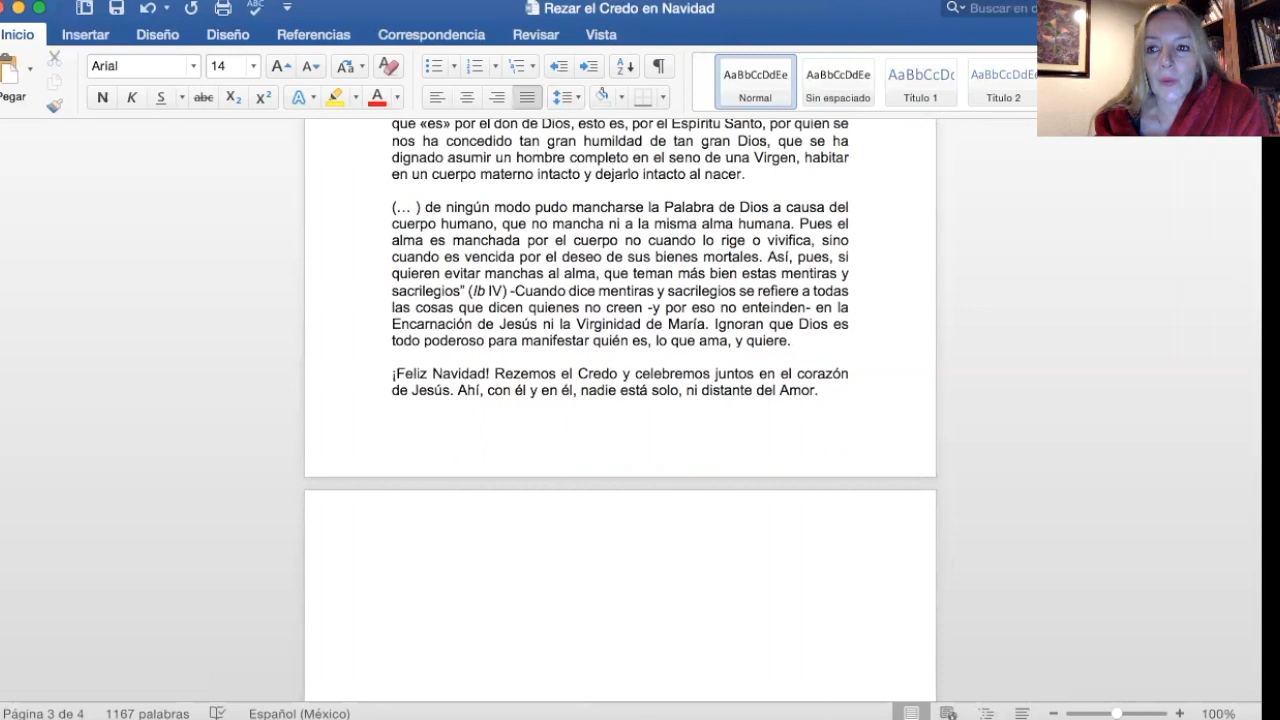 Rezar el Credo en Navidad
Buscar en d
Inicio Insertar Diseño Diseño Referencias Correspondencia Revisar Vista
Pegar
Arial 14
N K S abc X₂ X²
AaBbCcDdEe AaBbCcDdEe AaBbCcDc AaBbCcDdEe
Normal Sin espaciado Título 1 Título 2
que «es» por el don de Dios, esto es, por el Espíritu Santo, por quien se
nos ha concedido tan gran humildad de tan gran Dios, que se ha
dignado asumir un hombre completo en el seno de una Virgen, habitar
en un cuerpo materno intacto y dejarlo intacto al nacer.
(… ) de ningún modo pudo mancharse la Palabra de Dios a causa del
cuerpo humano, que no mancha ni a la misma alma humana. Pues el
alma es manchada por el cuerpo no cuando lo rige o vivifica, sino
cuando es vencida por el deseo de sus bienes mortales. Así, pues, si
quieren evitar manchas al alma, que teman más bien estas mentiras y
sacrilegios” (Ib IV) -Cuando dice mentiras y sacrilegios se refiere a todas
las cosas que dicen quienes no creen -y por eso no enteinden- en la
Encarnación de Jesús ni la Virginidad de María. Ignoran que Dios es
todo poderoso para manifestar quién es, lo que ama, y quiere.
¡Feliz Navidad! Rezemos el Credo y celebremos juntos en el corazón
de Jesús. Ahí, con él y en él, nadie está solo, ni distante del Amor.
Página 3 de 4 1167 palabras Español (México) 100%